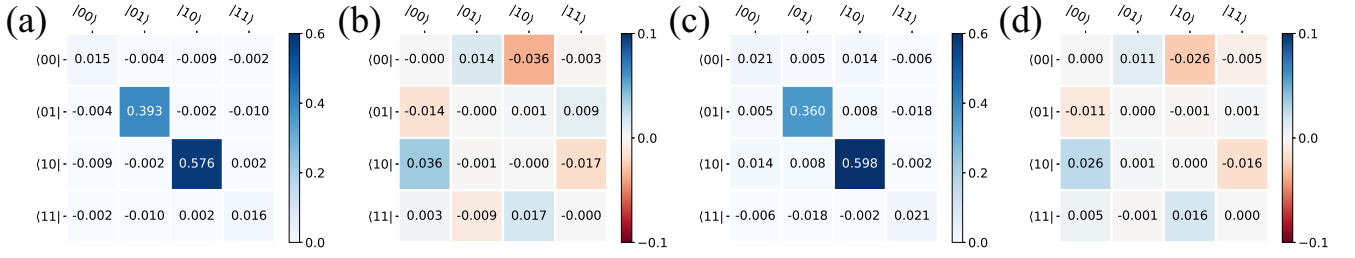 (a) |00⟩ |01⟩ |10⟩ |11⟩
⟨00| 0.015 -0.004 -0.009 -0.002
⟨01| -0.004 0.393 -0.002 -0.010
⟨10| -0.009 -0.002 0.576 0.002
⟨11| -0.002 -0.010 0.002 0.016
0.6
0.4
0.2
0.0
(b) |00⟩ |01⟩ |10⟩ |11⟩
⟨00| -0.000 0.014 -0.036 -0.003
⟨01| -0.014 -0.000 0.001 0.009
⟨10| 0.036 -0.001 -0.000 -0.017
⟨11| 0.003 -0.009 0.017 -0.000
0.1
0.0
−0.1
(c) |00⟩ |01⟩ |10⟩ |11⟩
⟨00| 0.021 0.005 0.014 -0.006
⟨01| 0.005 0.360 0.008 -0.018
⟨10| 0.014 0.008 0.598 -0.002
⟨11| -0.006 -0.018 -0.002 0.021
0.6
0.4
0.2
0.0
(d) |00⟩ |01⟩ |10⟩ |11⟩
⟨00| 0.000 0.011 -0.026 -0.005
⟨01| -0.011 0.000 -0.001 0.001
⟨10| 0.026 0.001 0.000 -0.016
⟨11| 0.005 -0.001 0.016 0.000
0.10
0.05
0.00
−0.05
−0.10